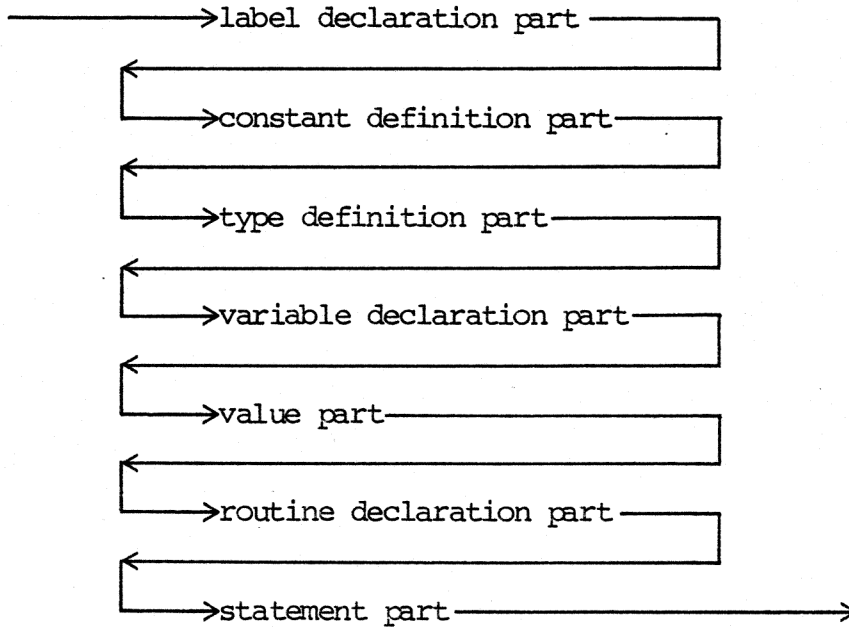 label declaration part
constant definition part
type definition part
variable declaration part
value part
routine declaration part
statement part